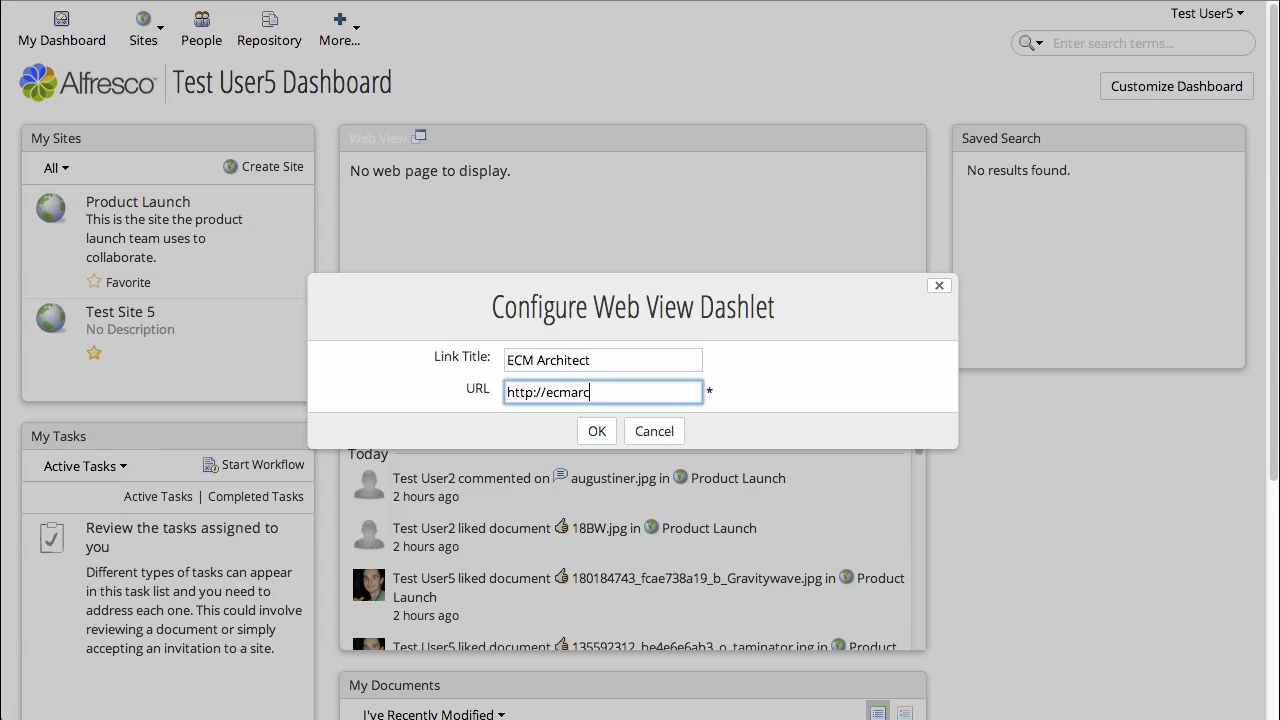 My Dashboard
Sites
People
Repository
More...
Test User5
Enter search terms...
Alfresco
Test User5 Dashboard
Customize Dashboard
My Sites
All
Create Site
Product Launch
This is the site the product
launch team uses to
collaborate.
Favorite
Test Site 5
No Description
Web View
No web page to display.
Saved Search
No results found.
Configure Web View Dashlet
Link Title:
ECM Architect
URL
http://ecmarc
*
OK
Cancel
My Tasks
Active Tasks
Start Workflow
Active Tasks | Completed Tasks
Review the tasks assigned to
you
Different types of tasks can appear
in this task list and you need to
address each one. This could involve
reviewing a document or simply
accepting an invitation to a site.
Today
Test User2 commented on augustiner.jpg in Product Launch
2 hours ago
Test User2 liked document 18BW.jpg in Product Launch
2 hours ago
Test User5 liked document 180184743_fcae738a19_b_Gravitywave.jpg in Product
Launch
2 hours ago
Test User5 liked document 135592312_be4e6e6ab3_o_taminator.jpg in Product
My Documents
I've Recently Modified